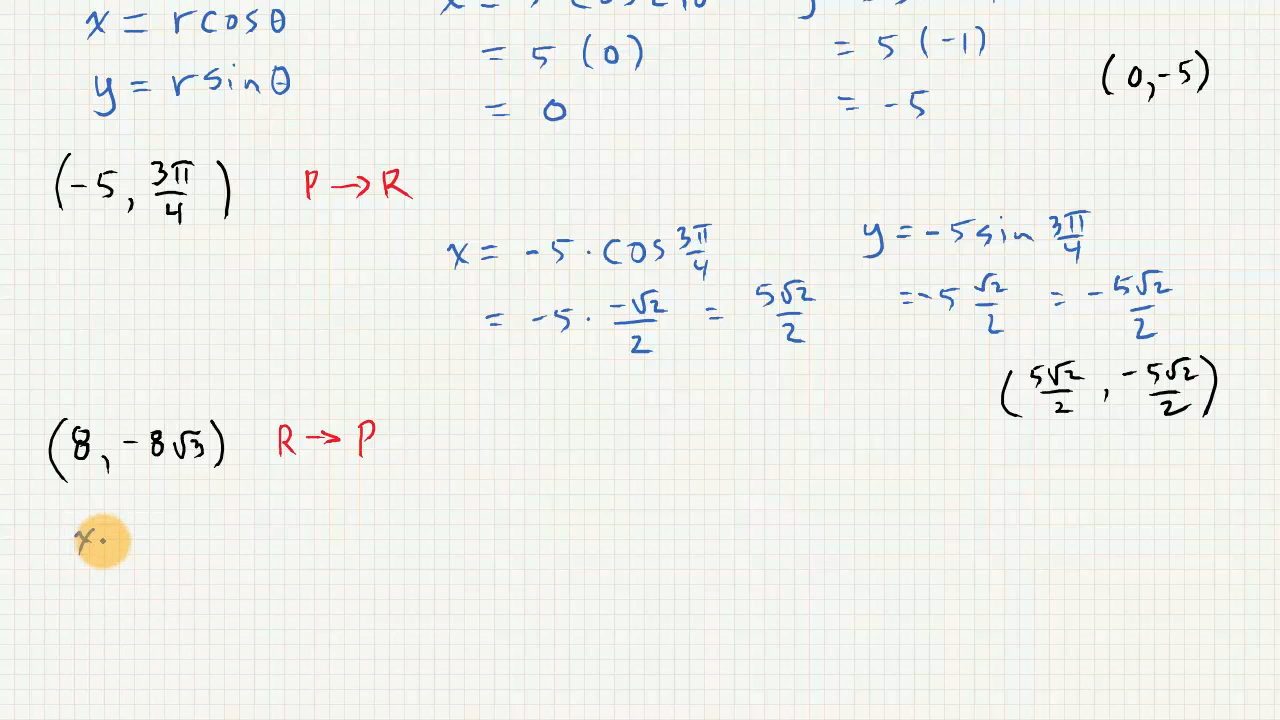 x = r cos θ
y = r sin θ
= 5 (0)
= 0
= 5 (-1)
= -5
(0, -5)
(-5, 3π/4) P → R
x = -5 · cos 3π/4
= -5 · -√2/2 = 5√2/2
y = -5 sin 3π/4
= -5 √2/2 = -5√2/2
(5√2/2, -5√2/2)
(8, -8√3) R → P
x